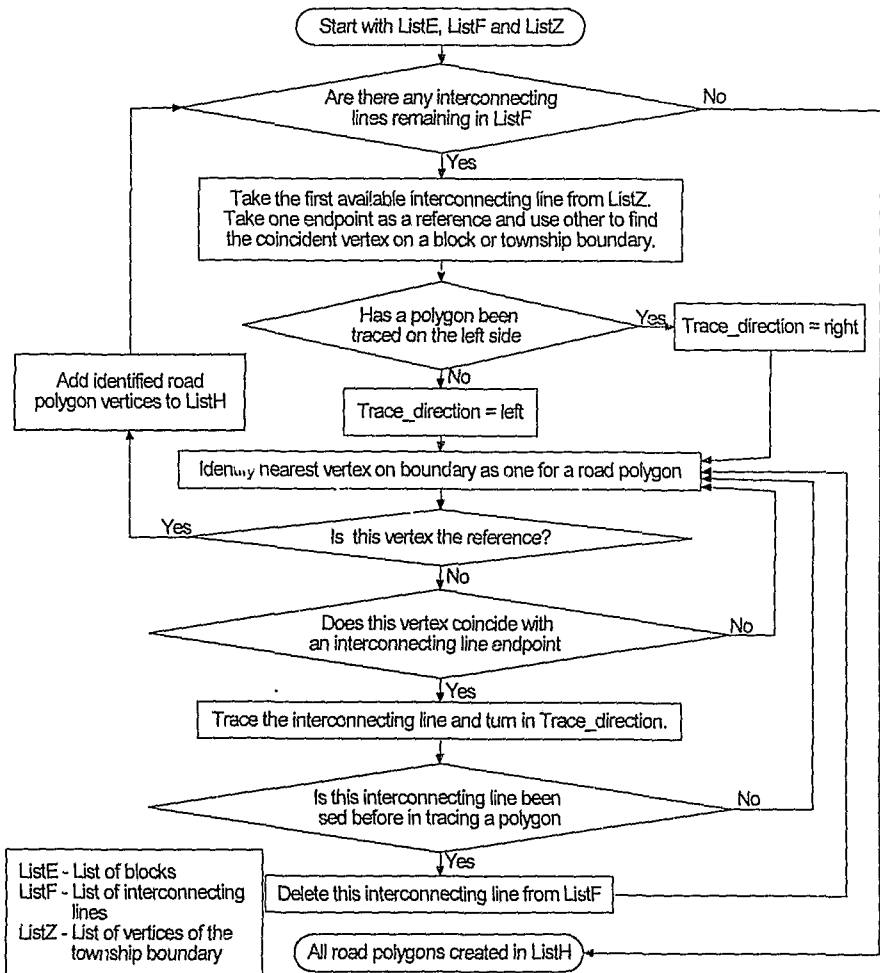 Start with ListE, ListF and ListZ
Are there any interconnecting
lines remaining in ListF
No
Yes
Take the first available interconnecting line from ListZ.
Take one endpoint as a reference and use other to find
the coincident vertex on a block or township boundary.
Has a polygon been
traced on the left side
Yes
Trace_direction = right
No
Trace_direction = left
Add identified road
polygon vertices to ListH
nearest vertex on boundary as one for a road polygon
Yes
Is this vertex the reference?
No
Does this vertex coincide with
an interconnecting line endpoint
No
Yes
Trace the interconnecting line and turn in Trace_direction.
Is this interconnecting line been
sed before in tracing a polygon
No
Yes
Delete this interconnecting line from ListF
ListE - List of blocks
ListF - List of interconnecting
lines
ListZ - List of vertices of the
township boundary
All road polygons created in ListH